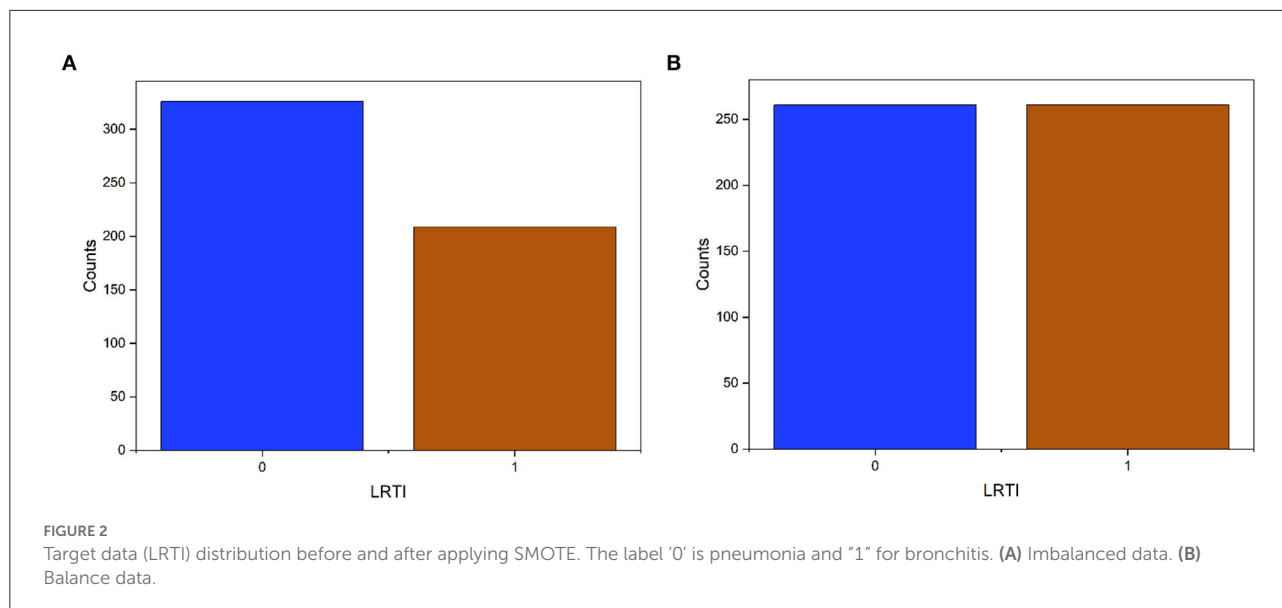 A
300
250
200
150
100
50
0
Counts
0
1
LRTI
B
250
200
150
100
50
0
Counts
0
1
LRTI
FIGURE 2
Target data (LRTI) distribution before and after applying SMOTE. The label '0' is pneumonia and “1” for bronchitis. (A) Imbalanced data. (B)
Balance data.